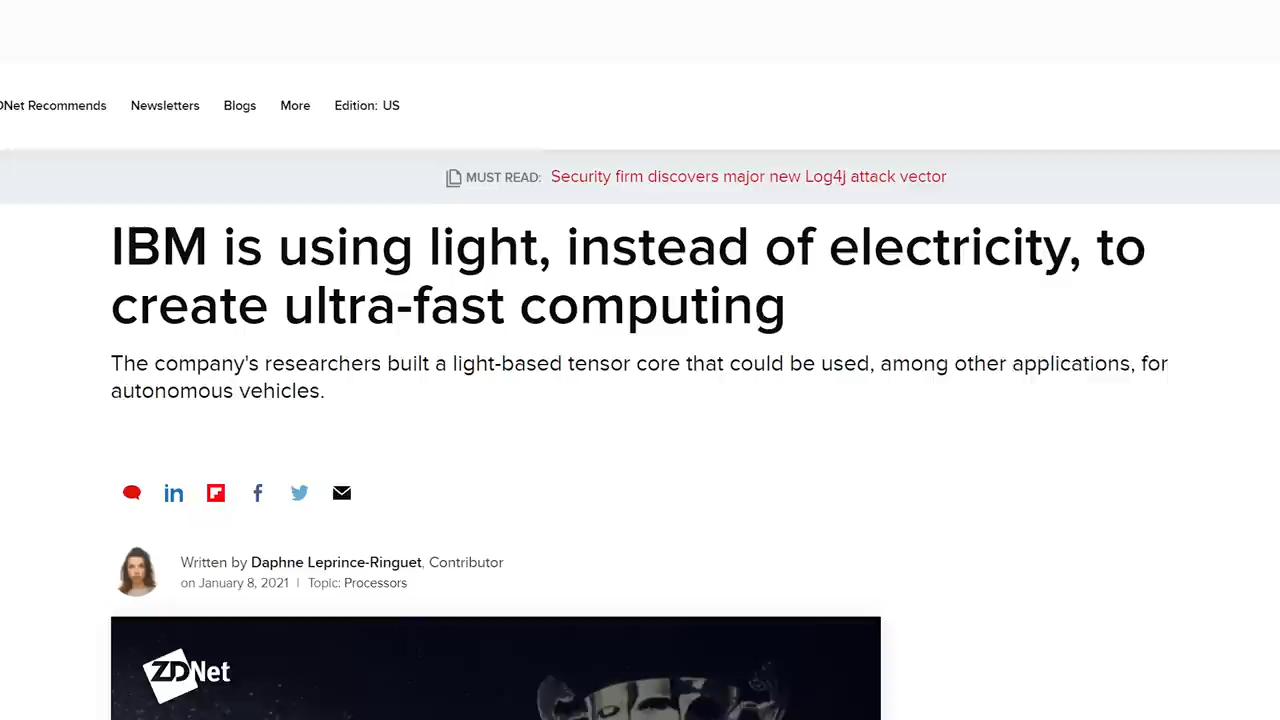 DNet Recommends Newsletters Blogs More Edition: US
MUST READ: Security firm discovers major new Log4j attack vector
IBM is using light, instead of electricity, to
create ultra-fast computing
The company's researchers built a light-based tensor core that could be used, among other applications, for
autonomous vehicles.
in f
Written by Daphne Leprince-Ringuet, Contributor
on January 8, 2021 | Topic: Processors
ZDNet